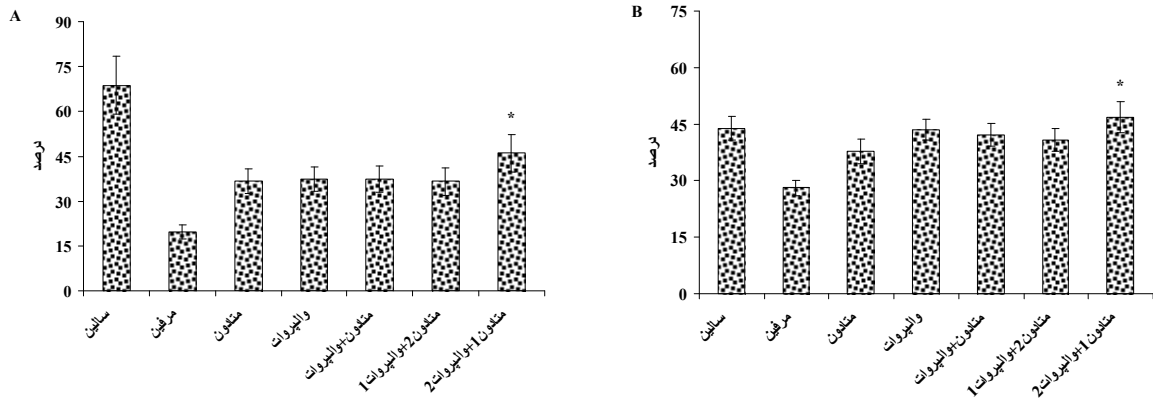 A
90
75
60
45
30
15
0
درصد
*
سالین
مرفین
متادون
والپروات
متادون+والپروات
متادون2+والپروات1
متادون1+والپروات2
B
75
60
45
30
15
0
درصد
*
سالین
مرفین
متادون
والپروات
متادون+والپروات
متادون2+والپروات1
متادون1+والپروات2